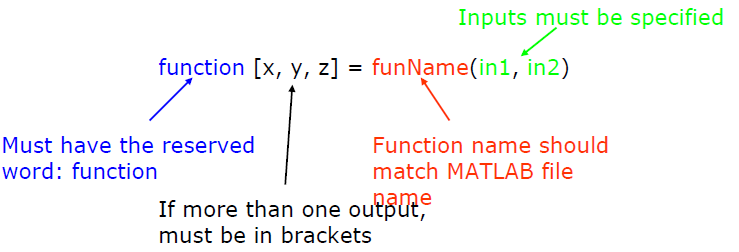 Inputs must be specified
function [x, y, z] = funName(in1, in2)
Must have the reserved
word: function
Function name should
match MATLAB file
name
If more than one output,
must be in brackets